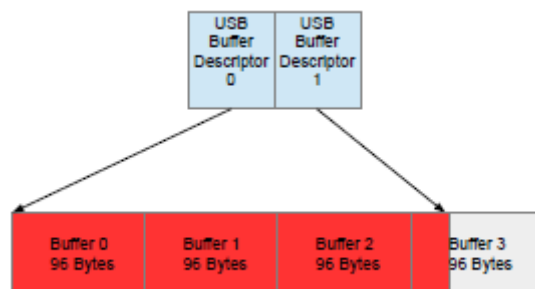 USB
Buffer
Descriptor
0
USB
Buffer
Descriptor
1
Buffer 0
96 Bytes
Buffer 1
96 Bytes
Buffer 2
96 Bytes
Buffer 3
96 Bytes